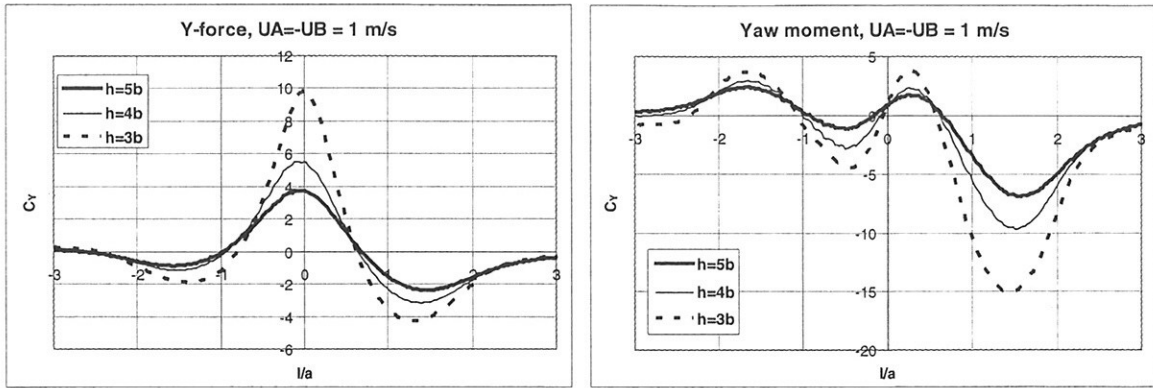 Y-force, UA=-UB = 1 m/s
12
10
8
6
4
2
0
-2
-4
-6
-3
-2
-1
0
1
2
3
h=5b
h=4b
h=3b
CY
l/a
Yaw moment, UA=-UB = 1 m/s
5
0
-5
-10
-15
-20
-3
-2
-1
0
1
2
3
h=5b
h=4b
h=3b
CY
l/a